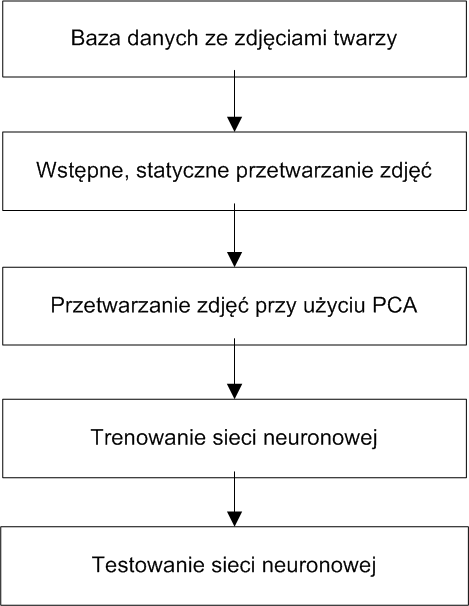 Baza danych ze zdjęciami twarzy
Wstępne, statyczne przetwarzanie zdjęć
Przetwarzanie zdjęć przy użyciu PCA
Trenowanie sieci neuronowej
Testowanie sieci neuronowej